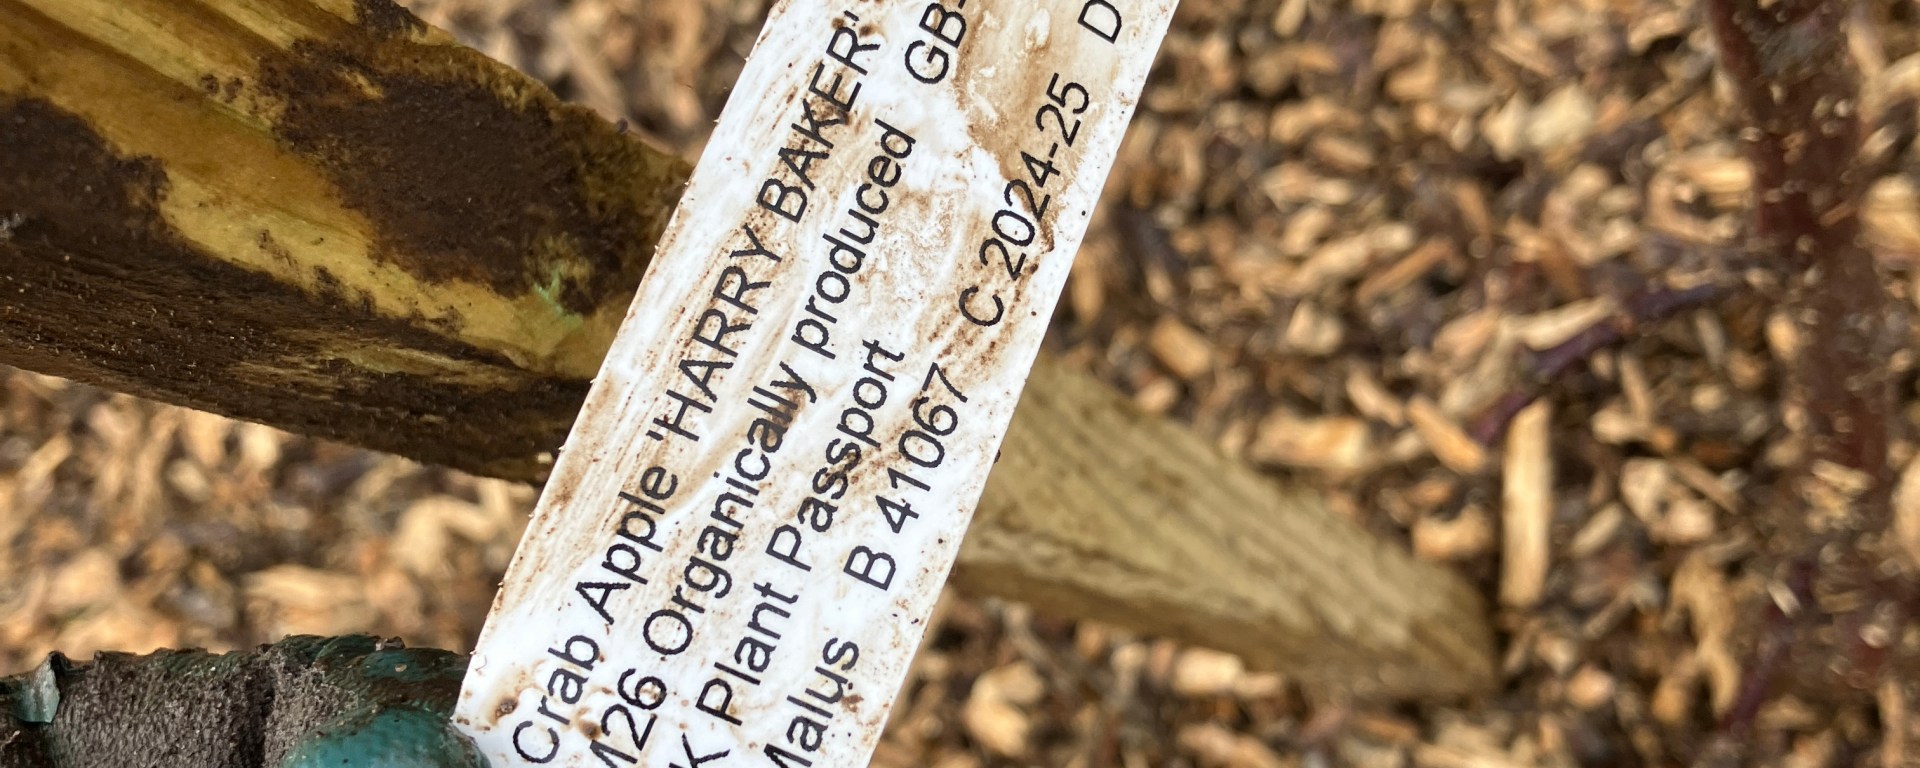 Crab Apple 'HARRY BAKER'
M26 Organically produced GB-
K Plant Passport
Malus B 41067 C 2024-25 D